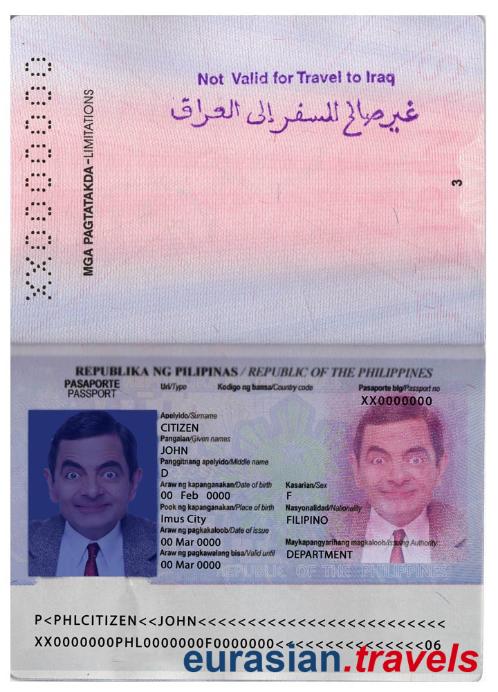 Not Valid for Travel to Iraq
غير صالح للسفر إلى العراق
XX0000000
MGA PAGTATAKDA-LIMITATIONS
3
REPUBLIKA NG PILIPINAS / REPUBLIC OF THE PHILIPPINES
PASAPORTE
PASSPORT
Uri/Type Kodigo ng bansa/Country code Pasaporte blg/Passport no
XX0000000
Apelyido/Surname
CITIZEN
Pangalan/Given names
JOHN
Panggitnang apelyido/Middle name
D
Araw ng kapanganakan/Date of birth Kasarian/Sex
00 Feb 0000 F
Pook ng kapanganakan/Place of birth Nasyonalidad/Nationality
Imus City FILIPINO
Araw ng pagkakaloob/Date of issue
00 Mar 0000 Maykapangyarihang magkaloob/Issuing Authority
Araw ng pagkawalang bisa/Valid until DEPARTMENT
00 Mar 0000
REPUBLIC OF THE PHILIPPINES
P<PHLCITIZEN<<JOHN<<<<<<<<<<<<<<<<<<<<<<<<<<
XX0000000PHL0000000F0000000<<<<<<<<<<<<<<<06
eurasian.travels